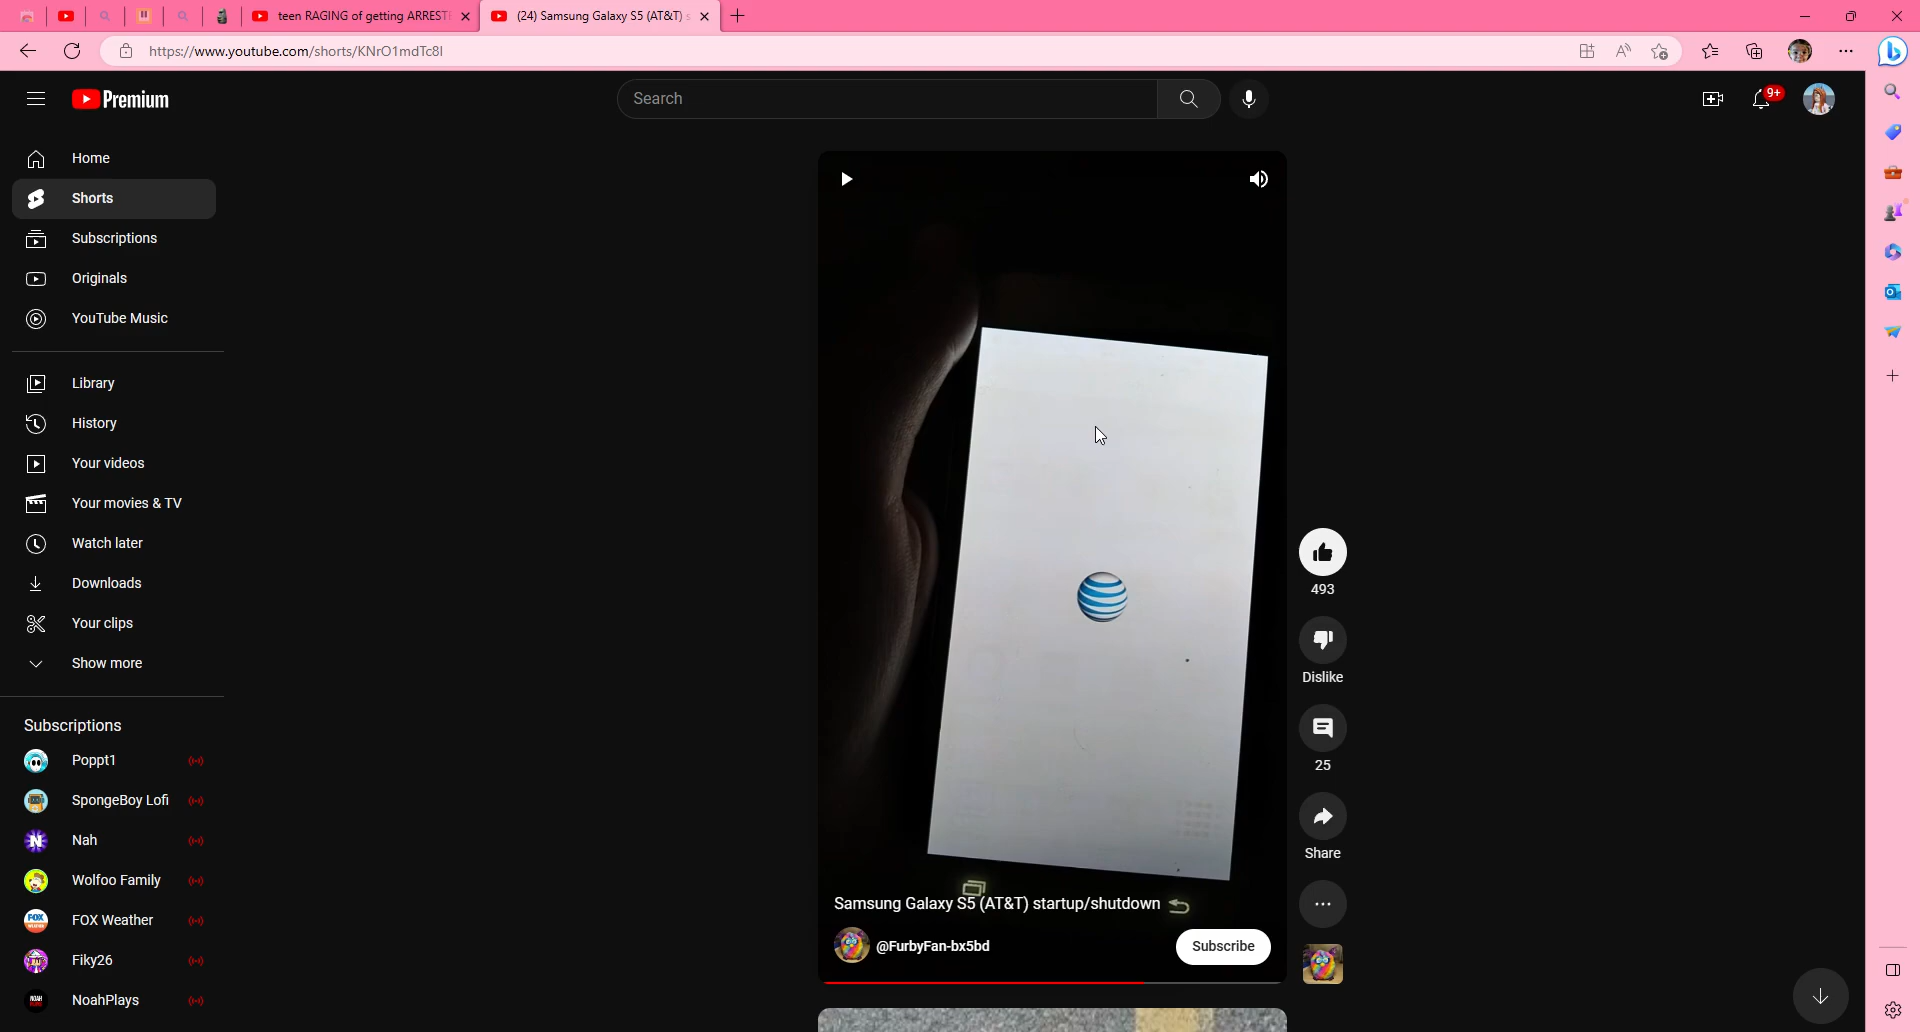 teen RAGING of getting ARREST
(24) Samsung Galaxy S5 (AT&T) s
https://www.youtube.com/shorts/KNrO1mdTc8I
Premium
Search
9+
Home
Shorts
Subscriptions
Originals
YouTube Music
Library
History
Your videos
Your movies & TV
Watch later
Downloads
Your clips
Show more
Subscriptions
Poppt1
SpongeBoy Lofi
Nah
Wolfoo Family
FOX Weather
Fiky26
NoahPlays
493
Dislike
25
Share
Samsung Galaxy S5 (AT&T) startup/shutdown
@FurbyFan-bx5bd
Subscribe